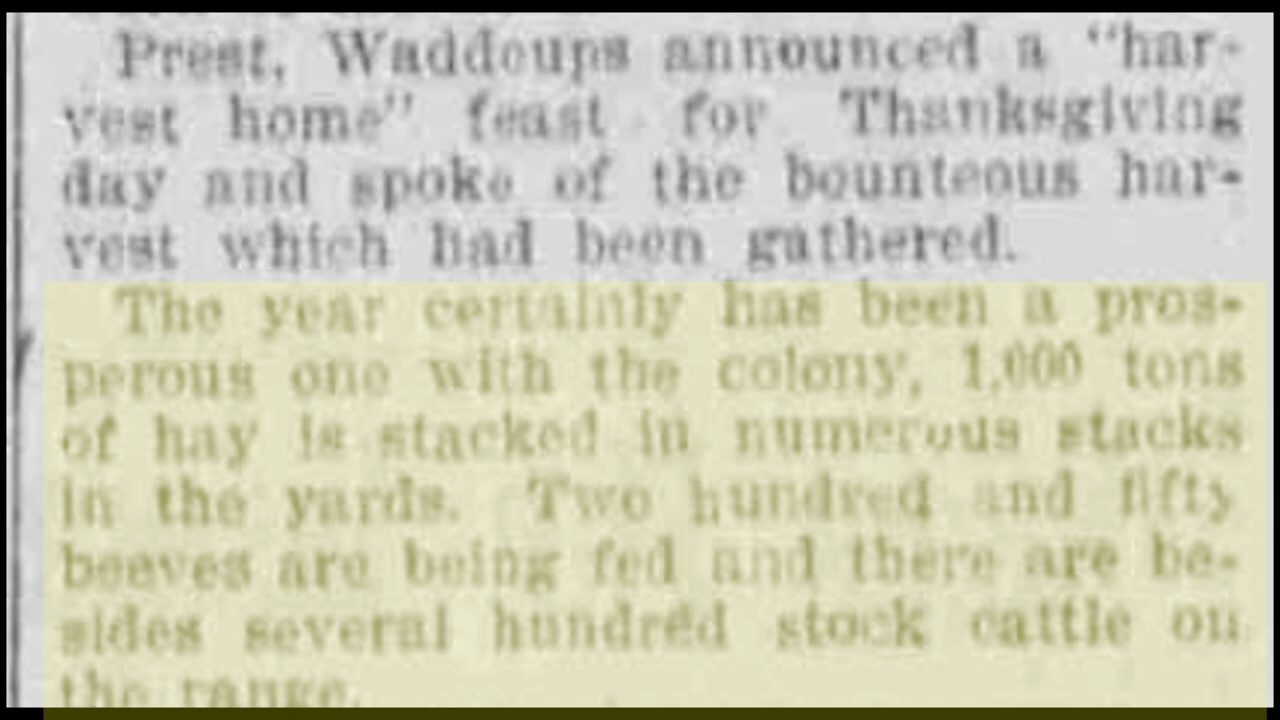 Prest. Waddoups announced a "har-
vest home" feast for Thanksgiving
day and spoke of the bounteous har-
vest which had been gathered.
The year certainly has been a pros-
perous one with the colony, 1,000 tons
of hay is stacked in numerous stacks
in the yards. Two hundred and fifty
beeves are being fed and there are be-
sides several hundred stock cattle on
the range.